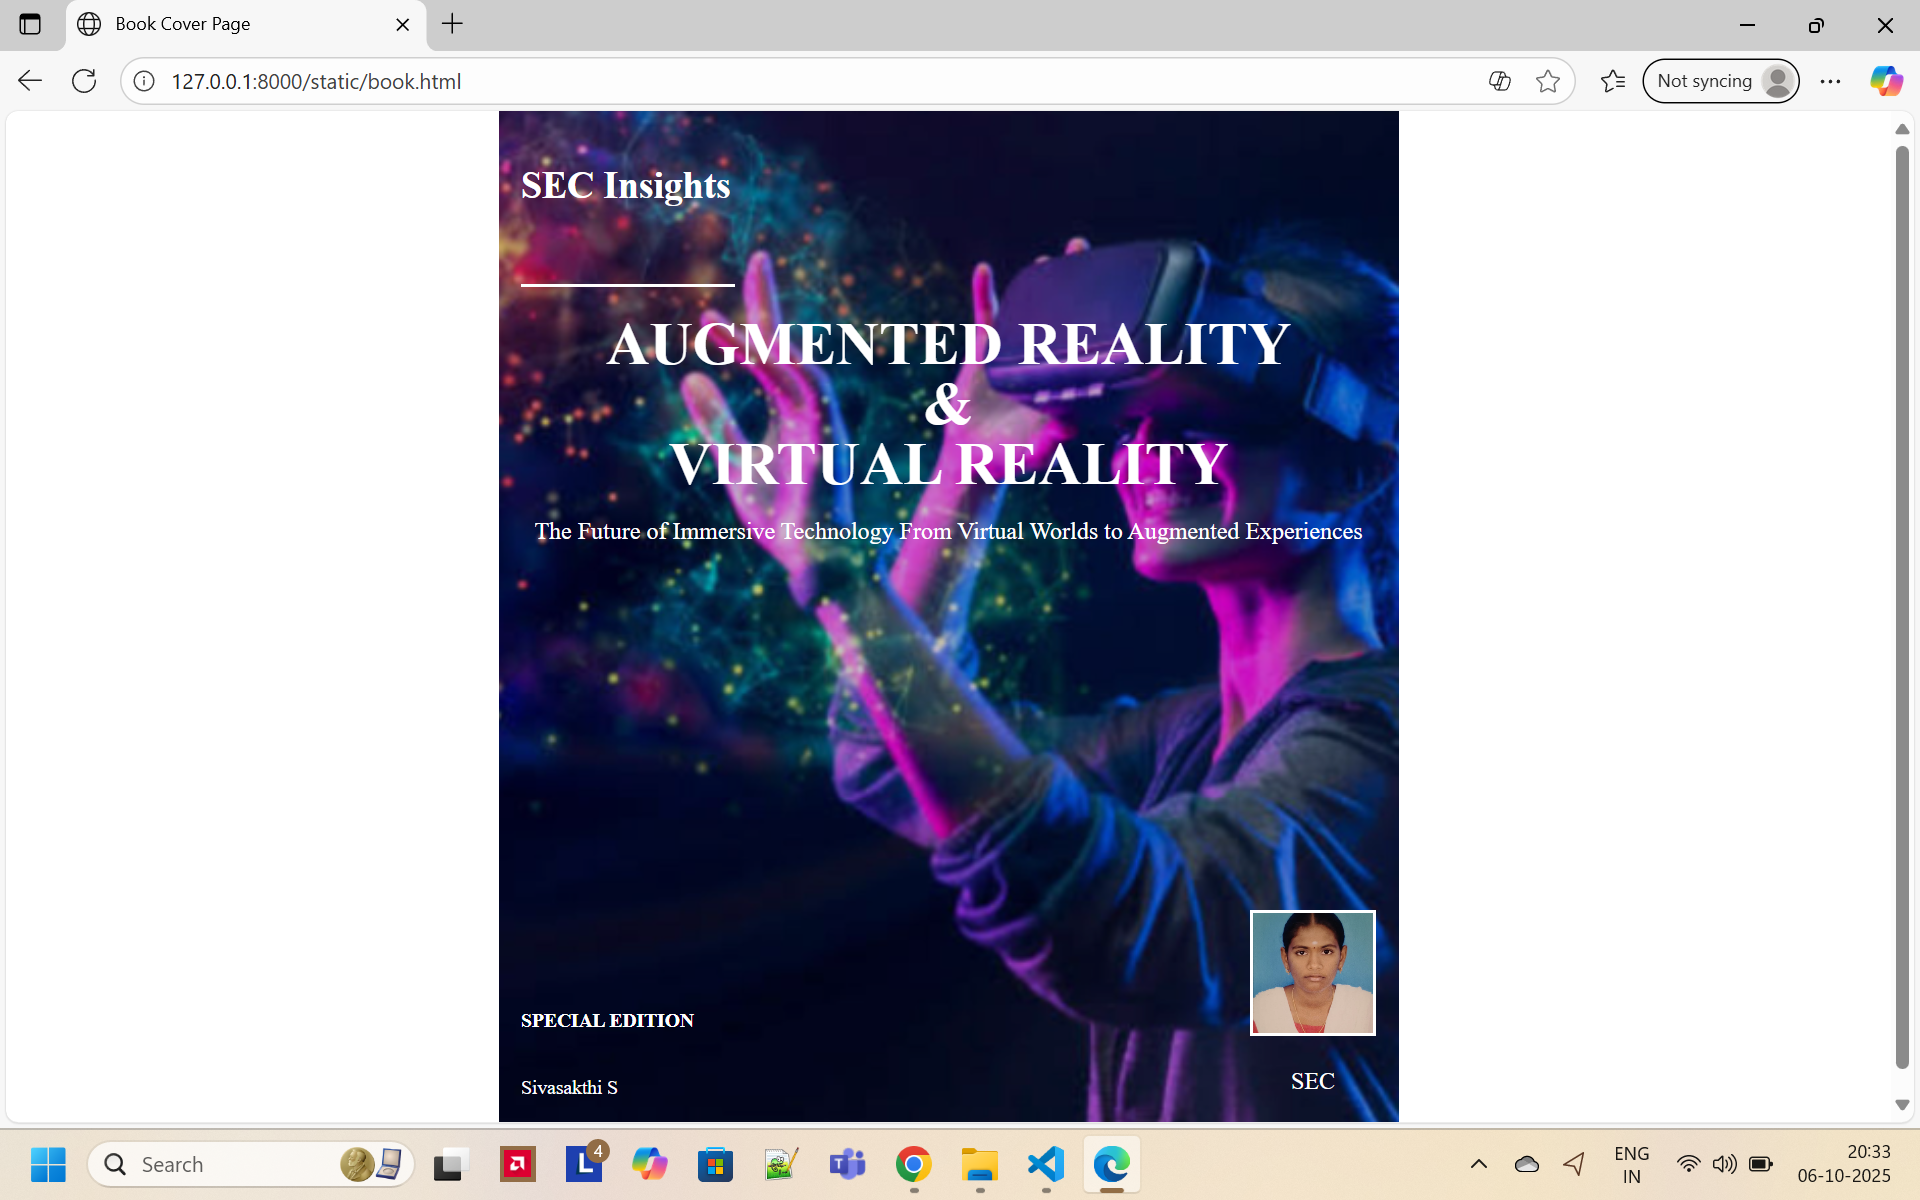 Book Cover Page
127.0.0.1:8000/static/book.html
Not syncing
SEC Insights
AUGMENTED REALITY
&
VIRTUAL REALITY
The Future of Immersive Technology From Virtual Worlds to Augmented Experiences
SPECIAL EDITION
Sivasakthi S
SEC
Search
a
L
4
ENG
IN
20:33
06-10-2025